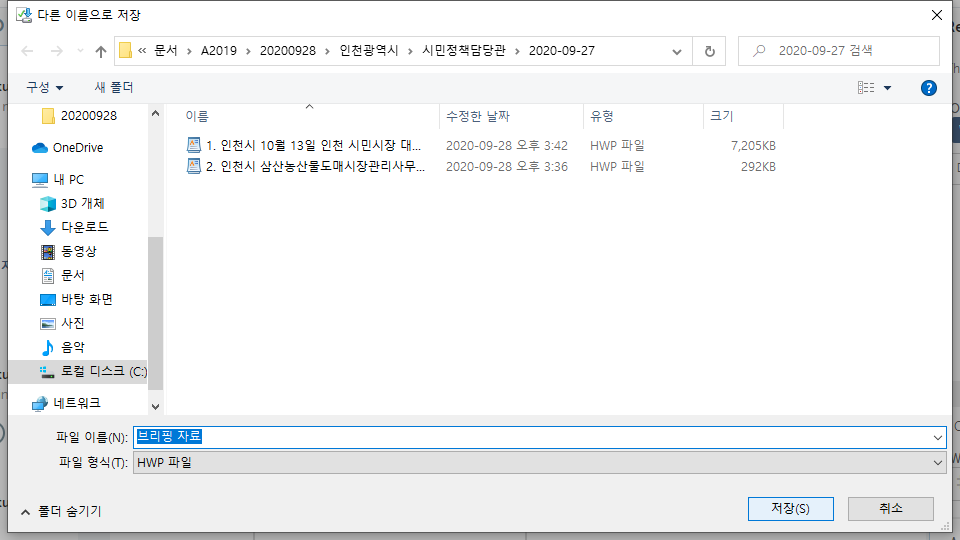 다른 이름으로 저장
« 문서 › A2019 › 20200928 › 인천광역시 › 시민정책담당관 › 2020-09-27
2020-09-27 검색
구성 새 폴더
20200928
OneDrive
내 PC
3D 개체
다운로드
동영상
문서
바탕 화면
사진
음악
로컬 디스크 (C:)
네트워크
이름 수정한 날짜 유형 크기
1. 인천시 10월 13일 인천 시민시장 대... 2020-09-28 오후 3:42 HWP 파일 7,205KB
2. 인천시 삼산농산물도매시장관리사무... 2020-09-28 오후 3:36 HWP 파일 292KB
파일 이름(N): 브리핑 자료
파일 형식(T): HWP 파일
폴더 숨기기
저장(S) 취소